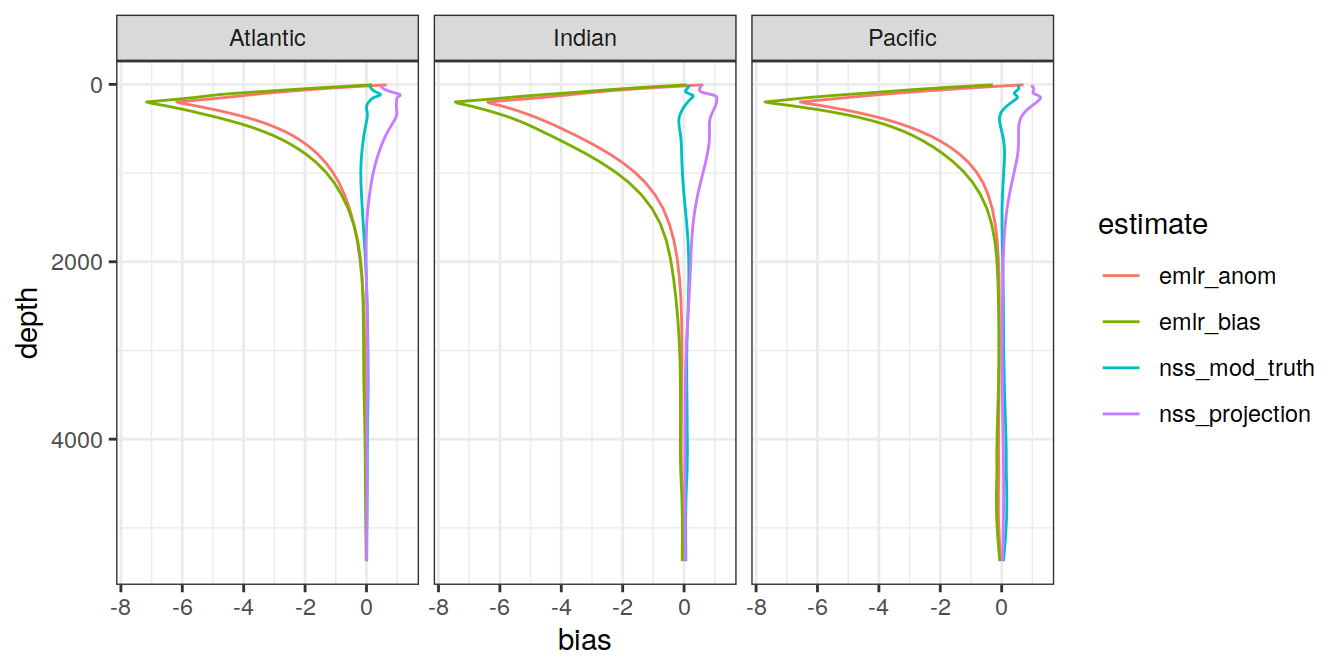 Atlantic Indian Pacific
0
2000
4000
depth
-8 -6 -4 -2 0 -8 -6 -4 -2 0 -8 -6 -4 -2 0
bias
estimate
emlr_anom
emlr_bias
nss_mod_truth
nss_projection